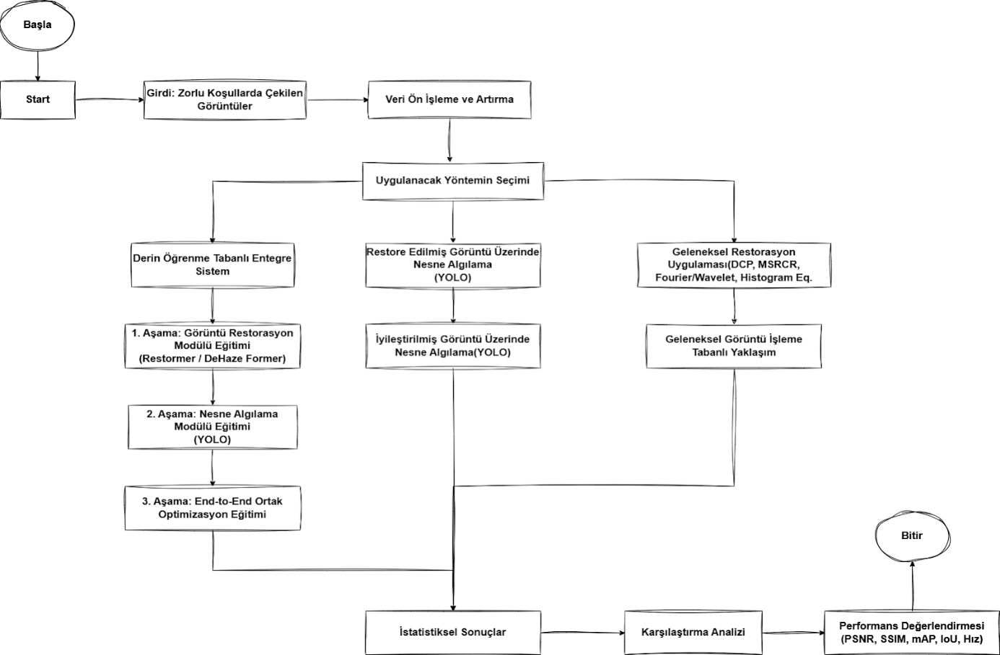 Başla
Start
Girdi: Zorlu Koşullarda Çekilen
Görüntüler
Veri Ön İşleme ve Artırma
Uygulanacak Yöntemin Seçimi
Derin Öğrenme Tabanlı Entegre
Sistem
Restore Edilmiş Görüntü Üzerinde
Nesne Algılama
(YOLO)
Geleneksel Restorasyon
Uygulaması(DCP, MSRCR,
Fourier/Wavelet, Histogram Eq.
1. Aşama: Görüntü Restorasyon
Modülü Eğitimi
(Restormer / DeHaze Former)
İyileştirilmiş Görüntü Üzerinde
Nesne Algılama(YOLO)
Geleneksel Görüntü İşleme
Tabanlı Yaklaşım
2. Aşama: Nesne Algılama
Modülü Eğitimi
(YOLO)
3. Aşama: End-to-End Ortak
Optimizasyon Eğitimi
Bitir
İstatistiksel Sonuçlar
Karşılaştırma Analizi
Performans Değerlendirmesi
(PSNR, SSIM, mAP, IoU, Hız)